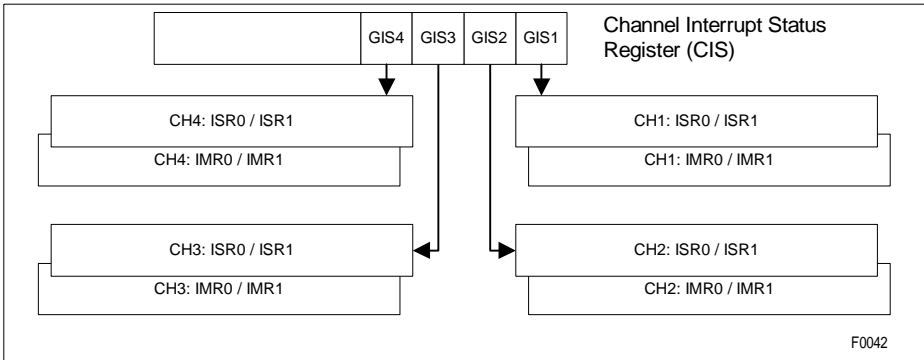 GIS4 GIS3 GIS2 GIS1
Channel Interrupt Status
Register (CIS)
CH4: ISR0 / ISR1
CH4: IMR0 / IMR1
CH1: ISR0 / ISR1
CH1: IMR0 / IMR1
CH3: ISR0 / ISR1
CH3: IMR0 / IMR1
CH2: ISR0 / ISR1
CH2: IMR0 / IMR1
F0042